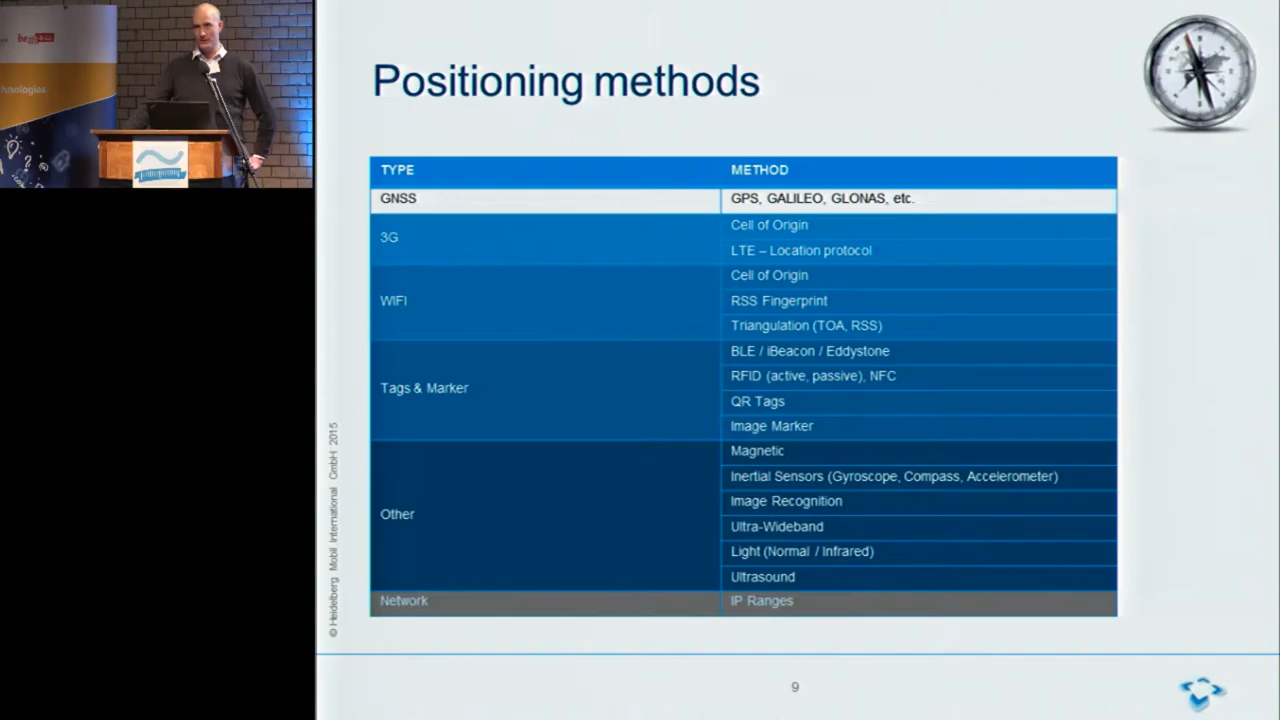 Positioning methods
TYPE METHOD
GNSS GPS, GALILEO, GLONAS, etc.
3G Cell of Origin
LTE – Location protocol
WIFI Cell of Origin
RSS Fingerprint
Triangulation (TOA, RSS)
Tags & Marker BLE / iBeacon / Eddystone
RFID (active, passive), NFC
QR Tags
Image Marker
Other Magnetic
Inertial Sensors (Gyroscope, Compass, Accelerometer)
Image Recognition
Ultra-Wideband
Light (Normal / Infrared)
Ultrasound
Network IP Ranges
© Heidelberg Mobil International GmbH 2015
9